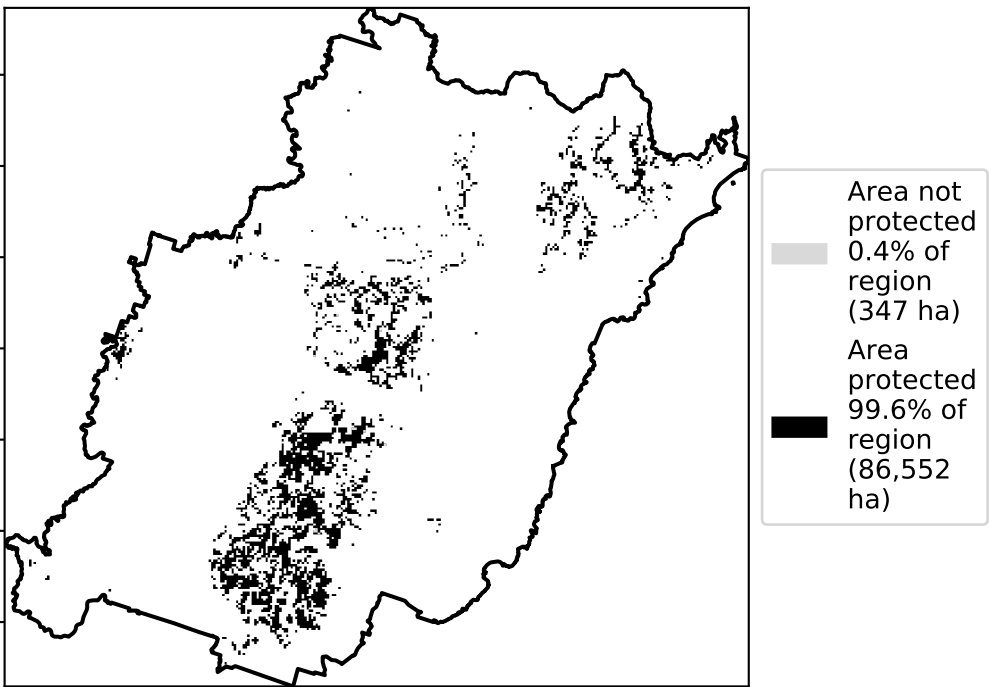 Area not
protected
0.4% of
region
(347 ha)
Area
protected
99.6% of
region
(86,552
ha)